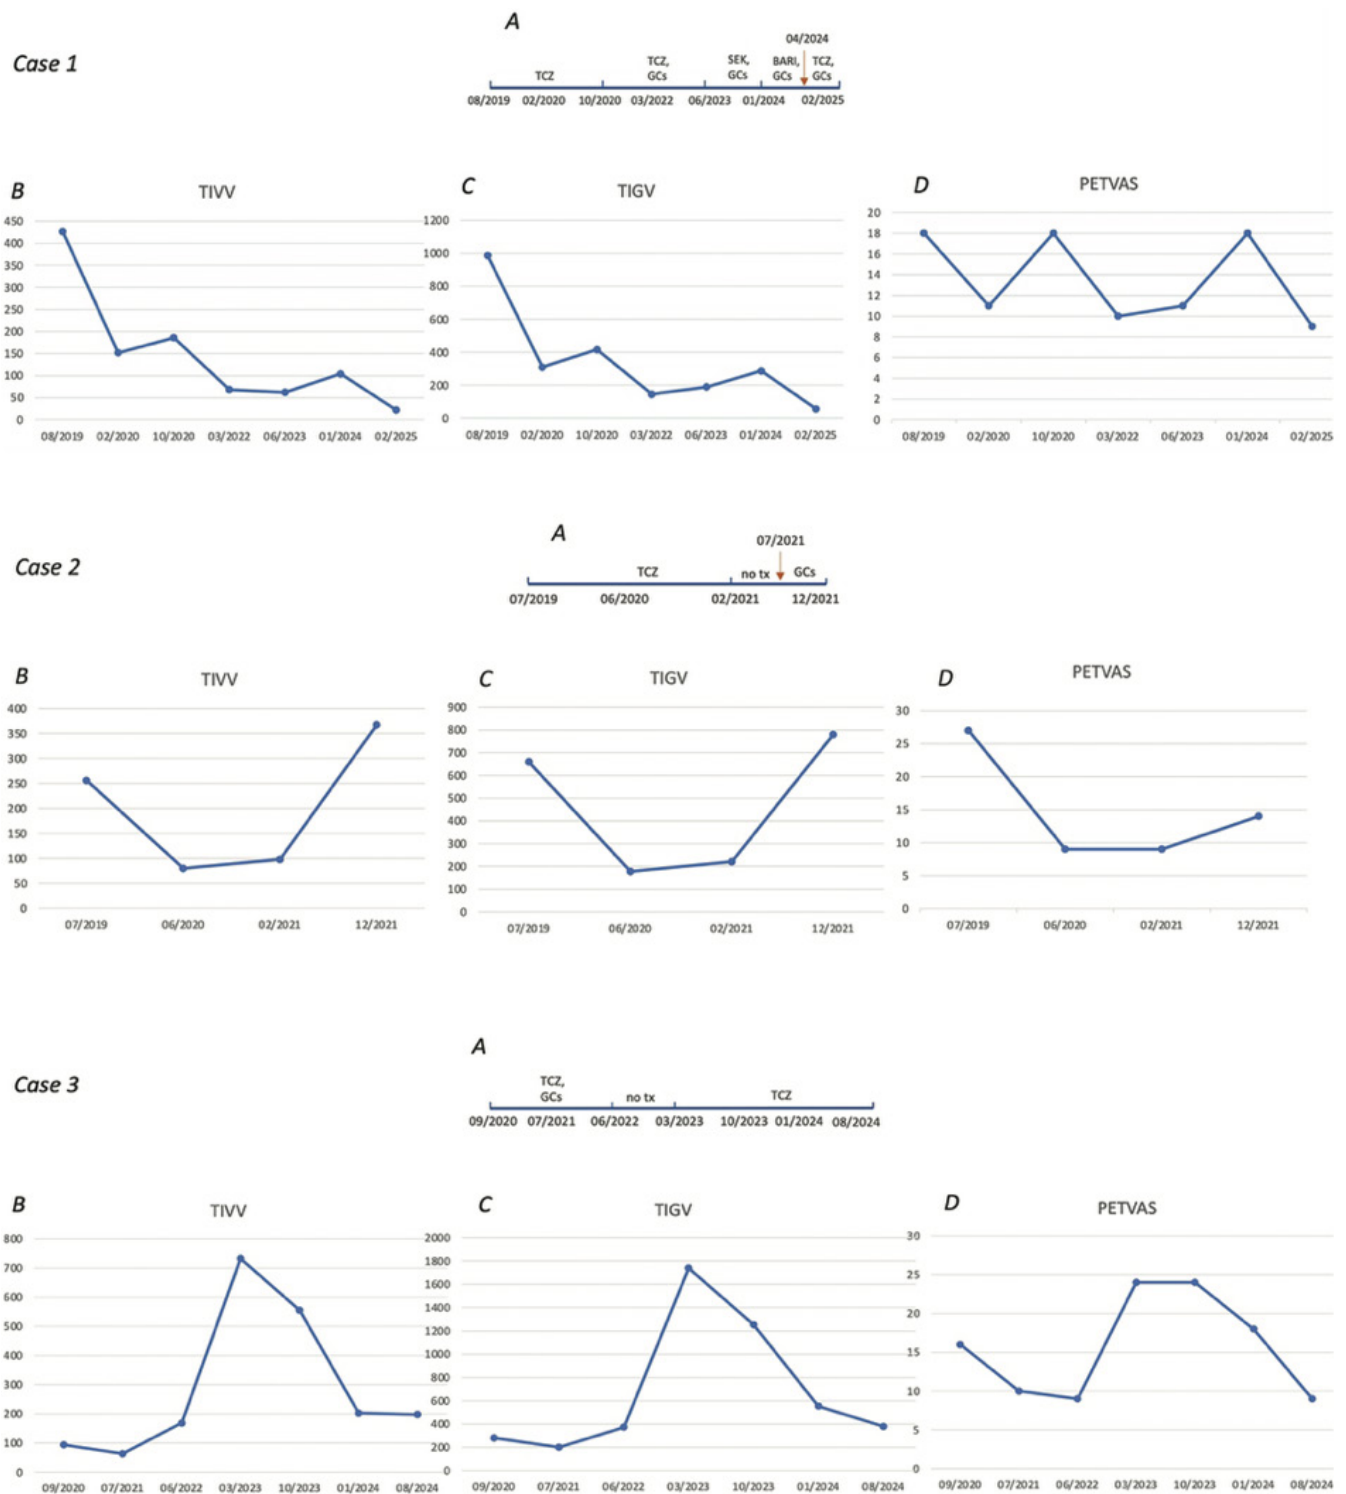 A
Case 1
04/2024
TCZ
TCZ,
GCs
SEK,
GCs
BARI,
GCs
TCZ,
GCs
08/2019 02/2020 10/2020 03/2022 06/2023 01/2024 02/2025
B
TIVV
450
400
350
300
250
200
150
100
50
0
08/2019 02/2020 10/2020 03/2022 06/2023 01/2024 02/2025
C
TIGV
1200
1000
800
600
400
200
0
08/2019 02/2020 10/2020 03/2022 06/2023 01/2024 02/2025
D
PETVAS
20
18
16
14
12
10
8
6
4
2
0
08/2019 02/2020 10/2020 03/2022 06/2023 01/2024 02/2025
A
Case 2
07/2021
TCZ no tx GCs
07/2019 06/2020 02/2021 12/2021
B
TIVV
400
350
300
250
200
150
100
50
0
07/2019 06/2020 02/2021 12/2021
C
TIGV
900
800
700
600
500
400
300
200
100
0
07/2019 06/2020 02/2021 12/2021
D
PETVAS
30
25
20
15
10
5
0
07/2019 06/2020 02/2021 12/2021
A
Case 3
TCZ,
GCs
no tx
TCZ
09/2020 07/2021 06/2022 03/2023 10/2023 01/2024 08/2024
B
TIVV
800
700
600
500
400
300
200
100
0
09/2020 07/2021 06/2022 03/2023 10/2023 01/2024 08/2024
C
TIGV
2000
1800
1600
1400
1200
1000
800
600
400
200
0
09/2020 07/2021 06/2022 03/2023 10/2023 01/2024 08/2024
D
PETVAS
30
25
20
15
10
5
0
09/2020 07/2021 06/2022 03/2023 10/2023 01/2024 08/2024